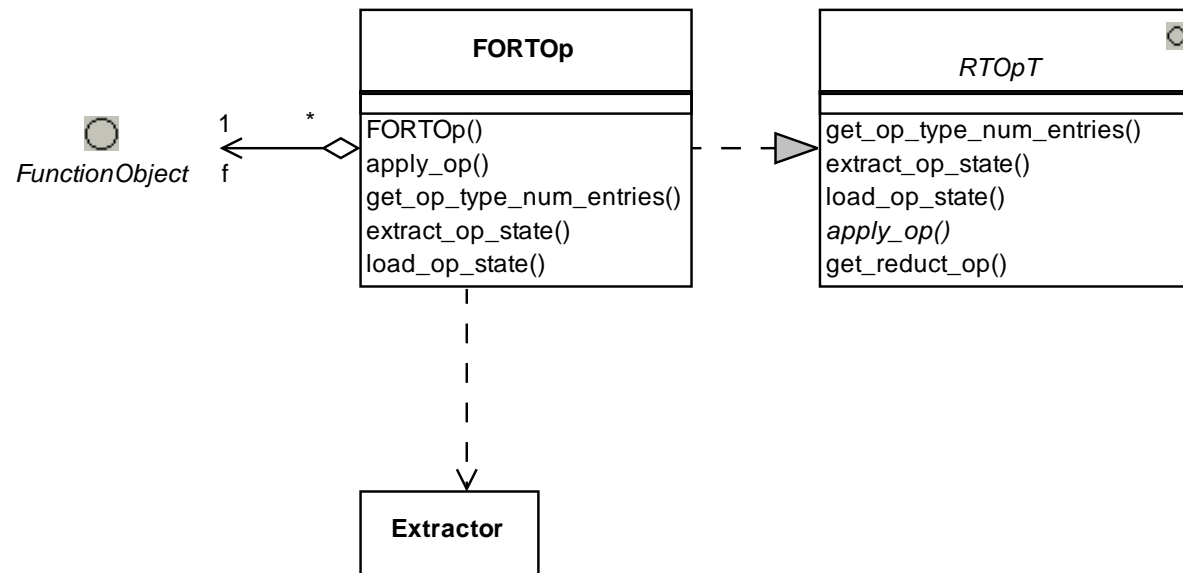 FORTOp
FORTOp()
apply_op()
get_op_type_num_entries()
extract_op_state()
load_op_state()
RTOpT
get_op_type_num_entries()
extract_op_state()
load_op_state()
apply_op()
get_reduct_op()
1
*
FunctionObject
f
Extractor